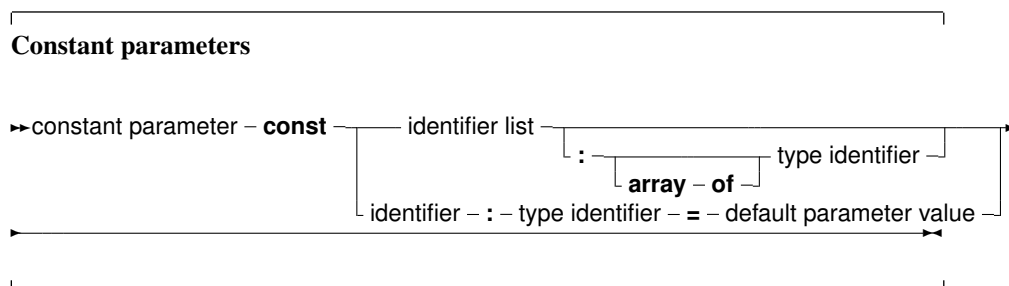 Constant parameters
constant parameter const identifier list
: type identifier
array of
identifier : type identifier = default parameter value